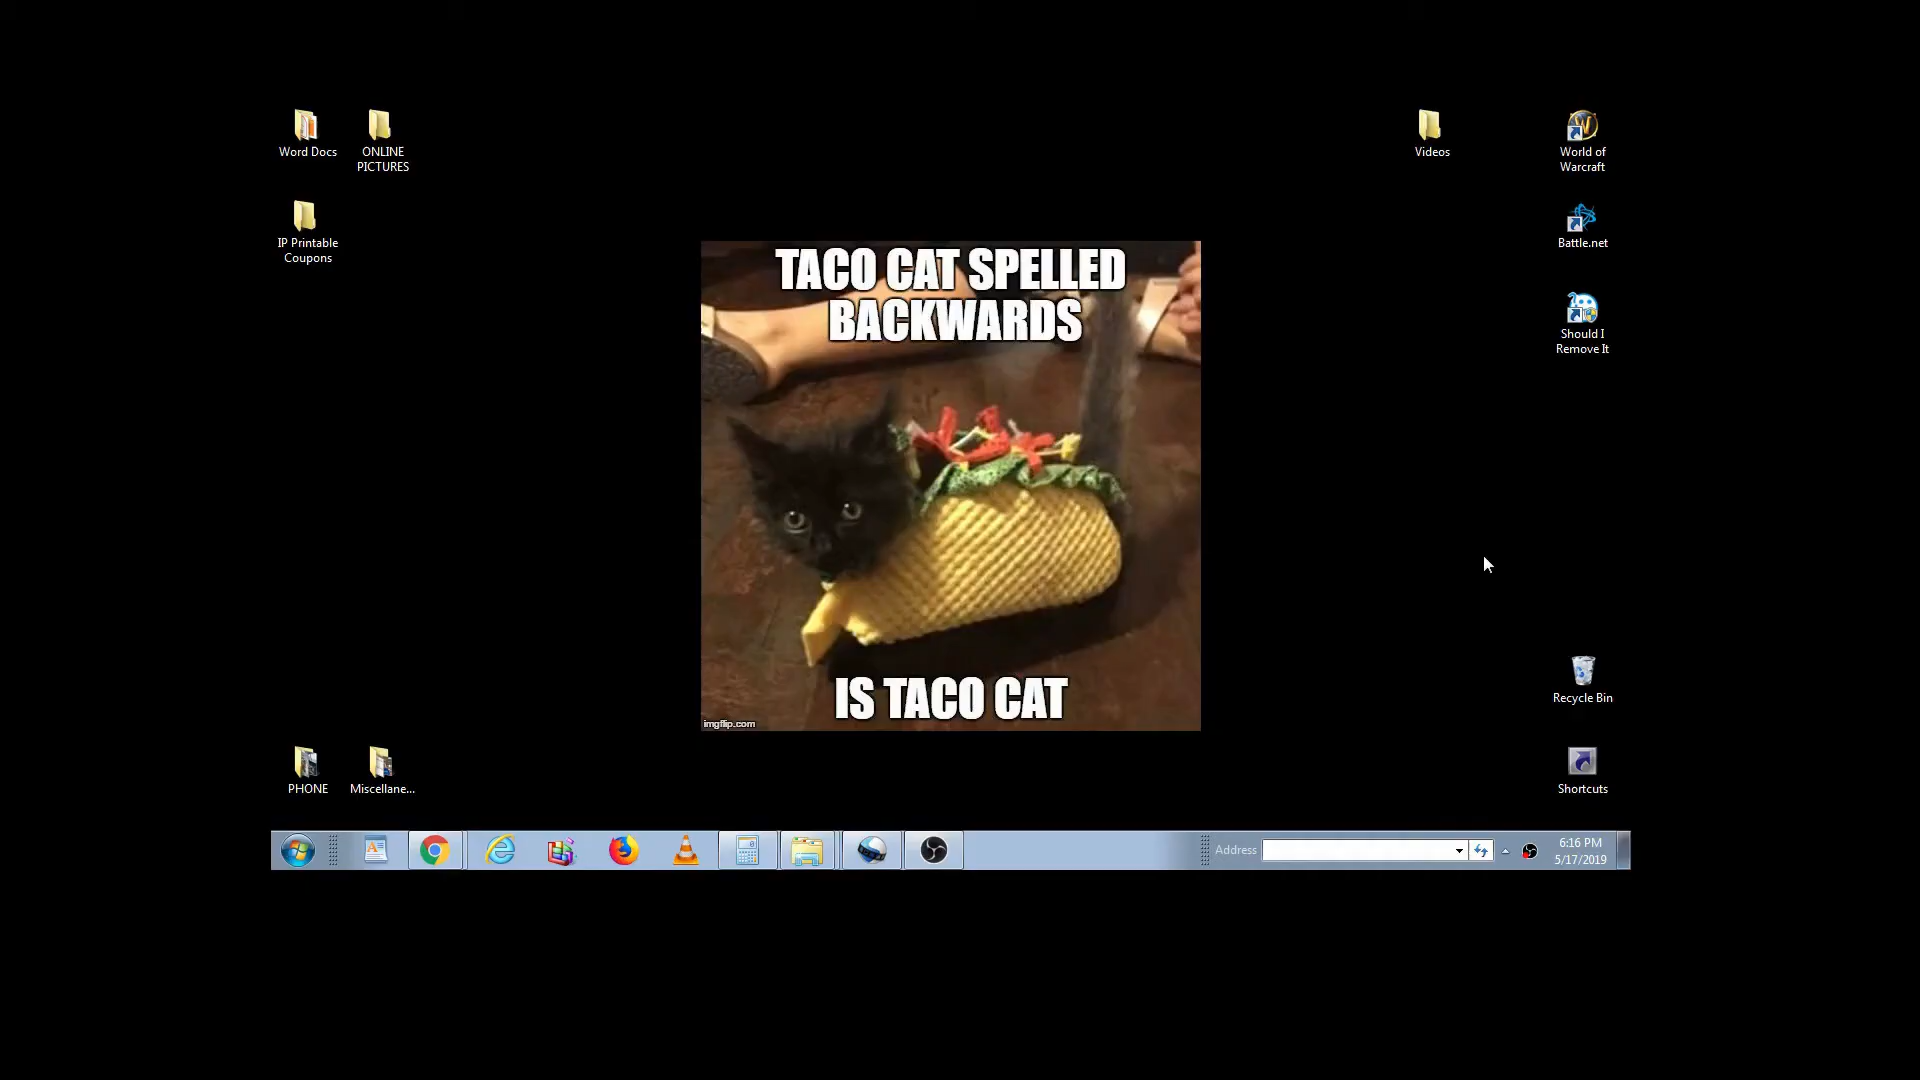 Word Docs
ONLINE
PICTURES
Videos
World of
Warcraft
IP Printable
Coupons
Battle.net
TACO CAT SPELLED
BACKWARDS
Should I
Remove It
IS TACO CAT
imgflip.com
Recycle Bin
PHONE
Miscellane...
Shortcuts
Address
6:16 PM
5/17/2019